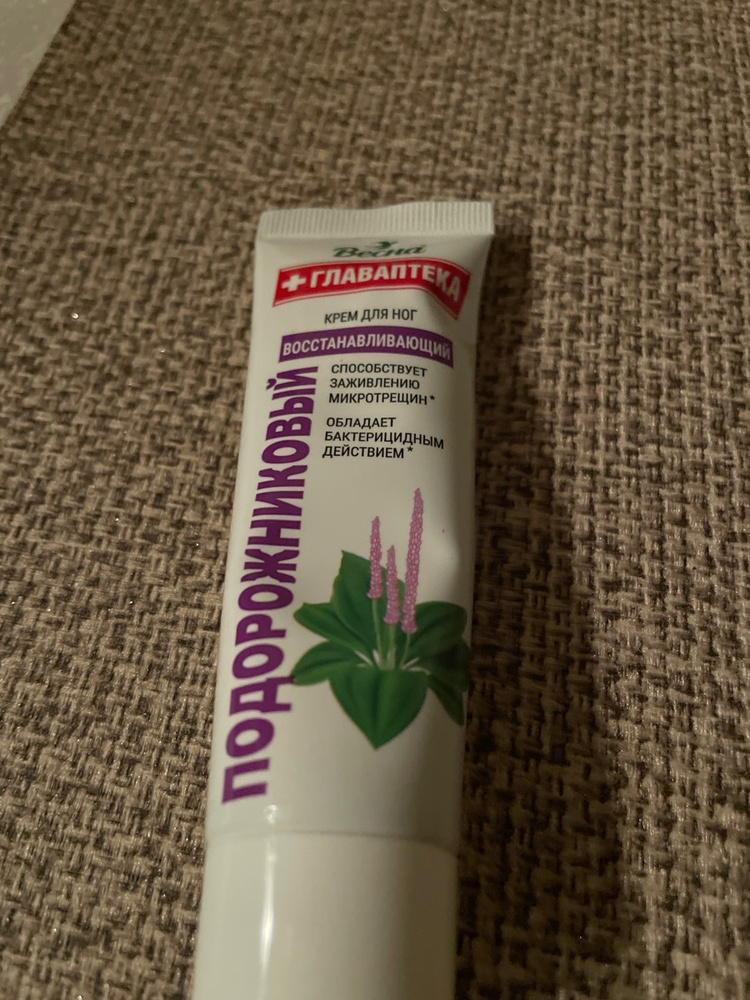 Весна
ГЛАВАПТЕКА
КРЕМ ДЛЯ НОГ
ВОССТАНАВЛИВАЮЩИЙ
ПОДОРОЖНИКОВЫЙ
СПОСОБСТВУЕТ
ЗАЖИВЛЕНИЮ
МИКРОТРЕЩИН*
ОБЛАДАЕТ
БАКТЕРИЦИДНЫМ
ДЕЙСТВИЕМ*